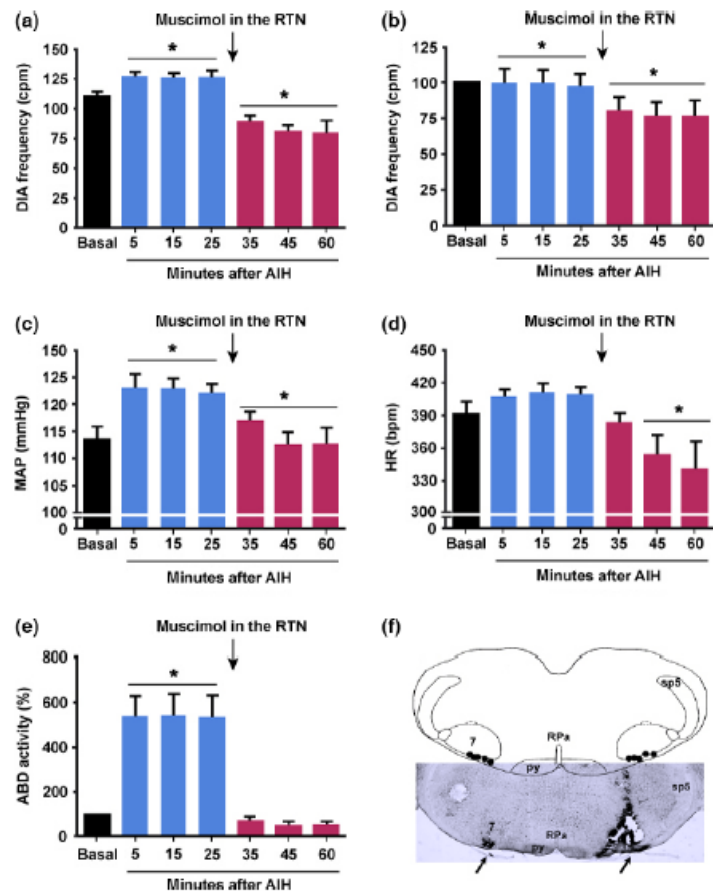 (a)
Muscimol in the RTN
*
*
DIA frequency (cpm)
150
125
100
75
50
25
0
Basal 5 15 25 35 45 60
Minutes after AIH
(b)
Muscimol in the RTN
*
*
DIA frequency (cpm)
125
100
75
50
25
0
Basal 5 15 25 35 45 60
Minutes after AIH
(c)
Muscimol in the RTN
*
*
MAP (mmHg)
150
125
120
115
110
105
100
0
Basal 5 15 25 35 45 60
Minutes after AIH
(d)
Muscimol in the RTN
*
HR (bpm)
450
420
390
360
330
300
0
Basal 5 15 25 35 45 60
Minutes after AIH
(e)
Muscimol in the RTN
*
ABD activity (%)
800
600
400
200
0
Basal 5 15 25 35 45 60
Minutes after AIH
(f)
sp5
7
RPa
py
sp5
7
RPa
py